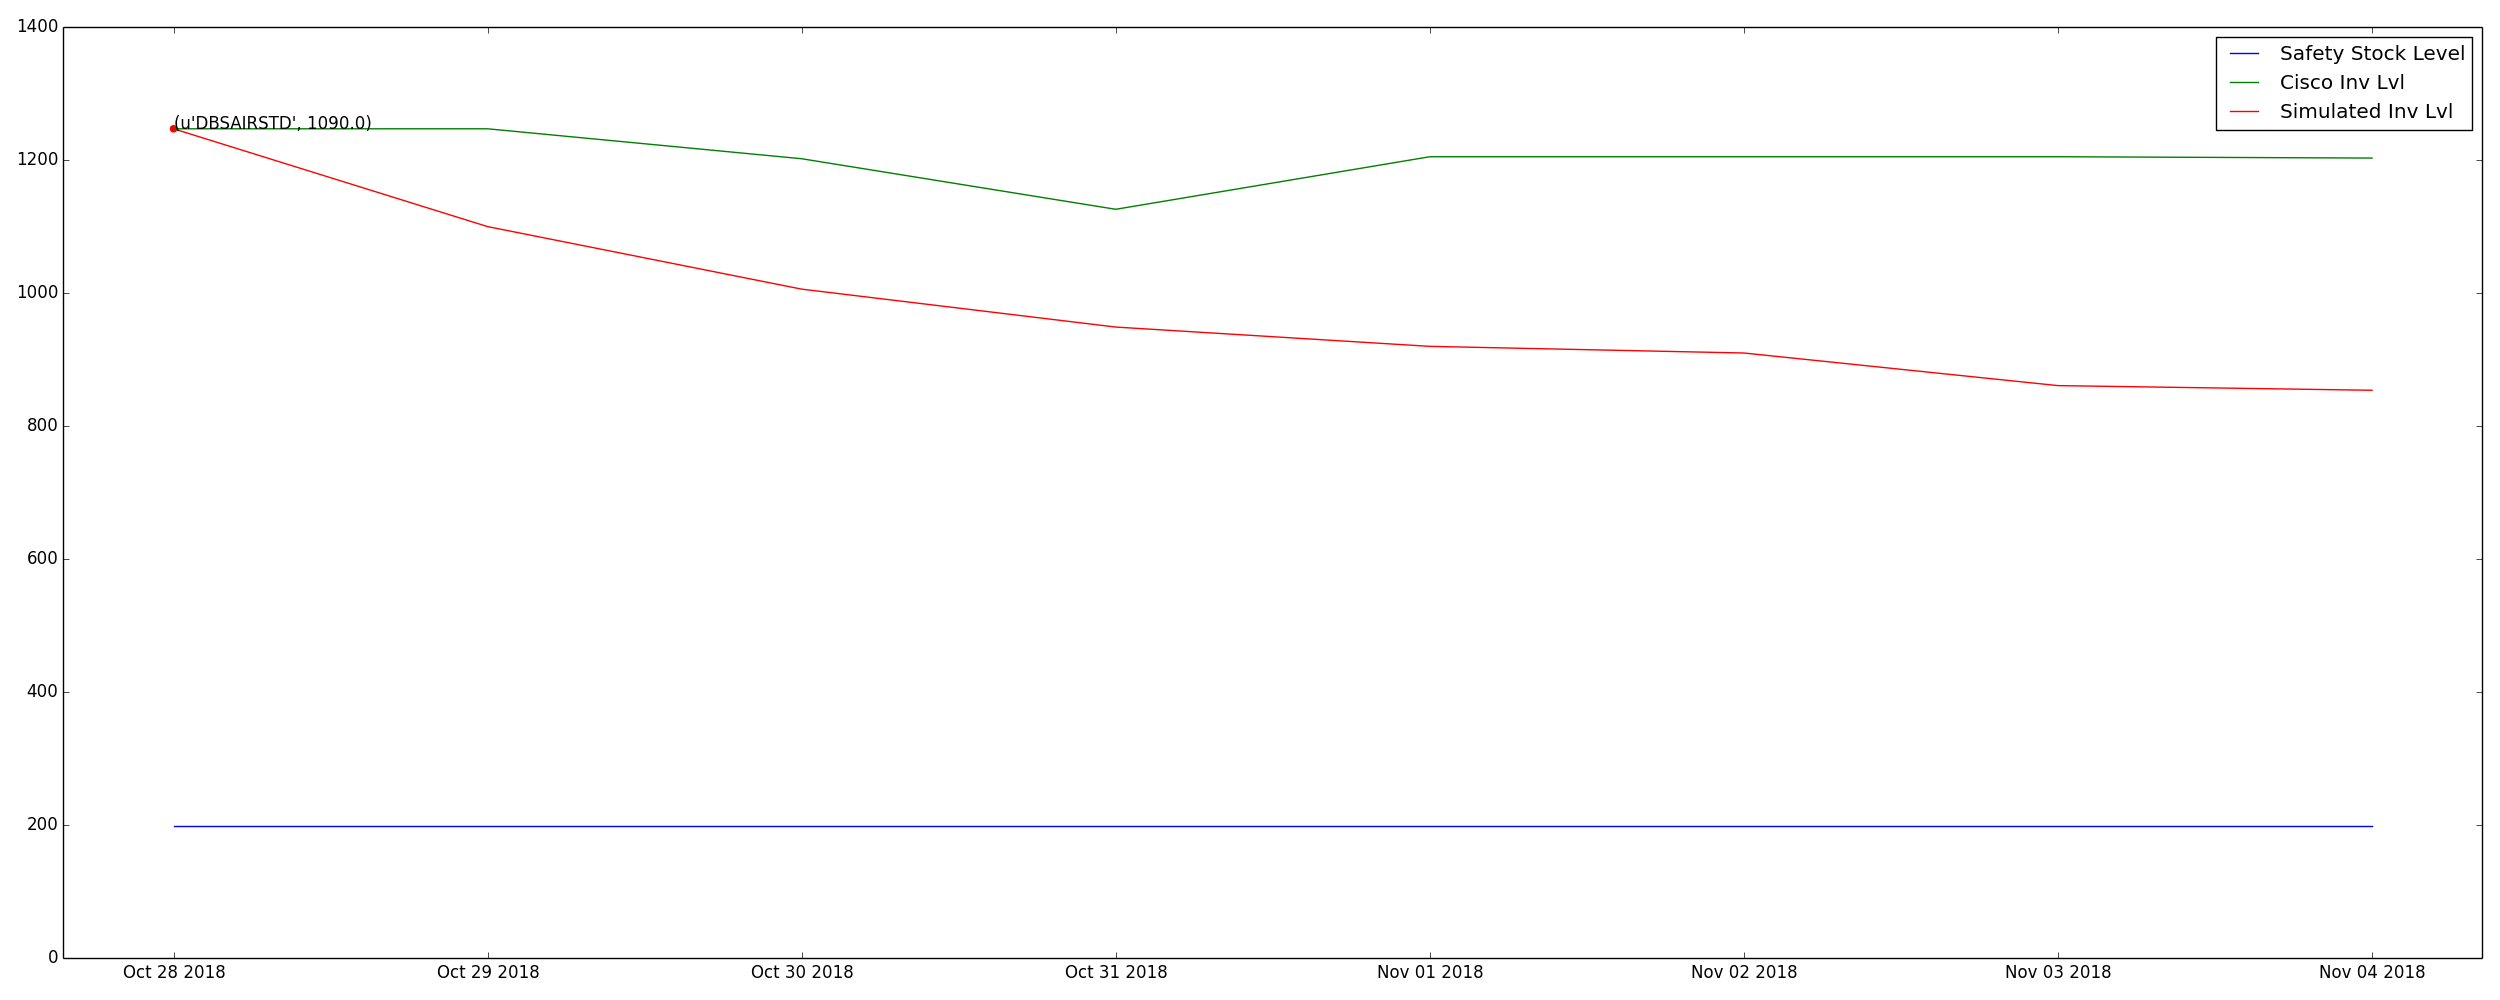 1400
Safety Stock Level
Cisco Inv Lvl
Simulated Inv Lvl
(u'DBSAIRSTD', 1090.0)
1200
1000
800
600
400
200
0
Oct 28 2018
Oct 29 2018
Oct 30 2018
Oct 31 2018
Nov 01 2018
Nov 02 2018
Nov 03 2018
Nov 04 2018